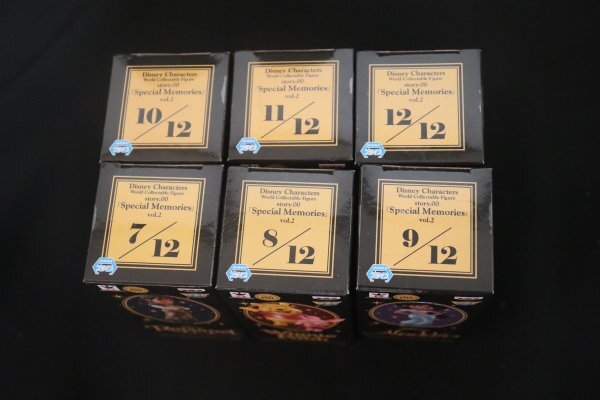 Disney Characters
World Collectable Figure
story.00
「Special Memories」
vol.2
10/12
Disney Characters
World Collectable Figure
story.00
「Special Memories」
vol.2
11/12
Disney Characters
World Collectable Figure
story.00
「Special Memories」
vol.2
12/12
Disney Characters
World Collectable Figure
story.00
「Special Memories」
vol.2
7/12
Disney Characters
World Collectable Figure
story.00
「Special Memories」
vol.2
8/12
Disney Characters
World Collectable Figure
story.00
「Special Memories」
vol.2
9/12